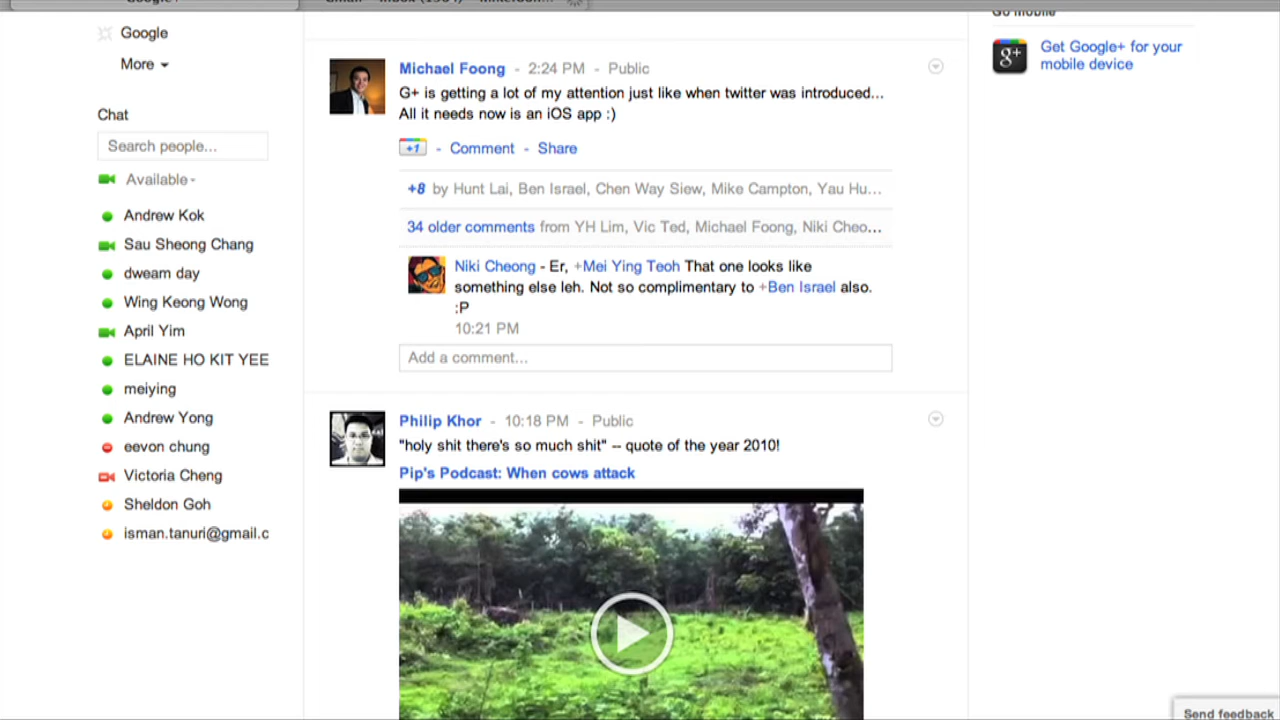 Google
More
Chat
Search people...
Available
Andrew Kok
Sau Sheong Chang
dweam day
Wing Keong Wong
April Yim
ELAINE HO KIT YEE
meiying
Andrew Yong
eevon chung
Victoria Cheng
Sheldon Goh
isman.tanuri@gmail.c
Michael Foong - 2:24 PM - Public
G+ is getting a lot of my attention just like when twitter was introduced...
All it needs now is an iOS app :)
+1 - Comment - Share
+8 by Hunt Lai, Ben Israel, Chen Way Siew, Mike Campton, Yau Hu...
34 older comments from YH Lim, Vic Ted, Michael Foong, Niki Cheo...
Niki Cheong - Er, +Mei Ying Teoh That one looks like
something else leh. Not so complimentary to +Ben Israel also.
:P
10:21 PM
Add a comment...
Philip Khor - 10:18 PM - Public
"holy shit there's so much shit" -- quote of the year 2010!
Pip's Podcast: When cows attack
Go mobile
g+
Get Google+ for your
mobile device
Send feedback